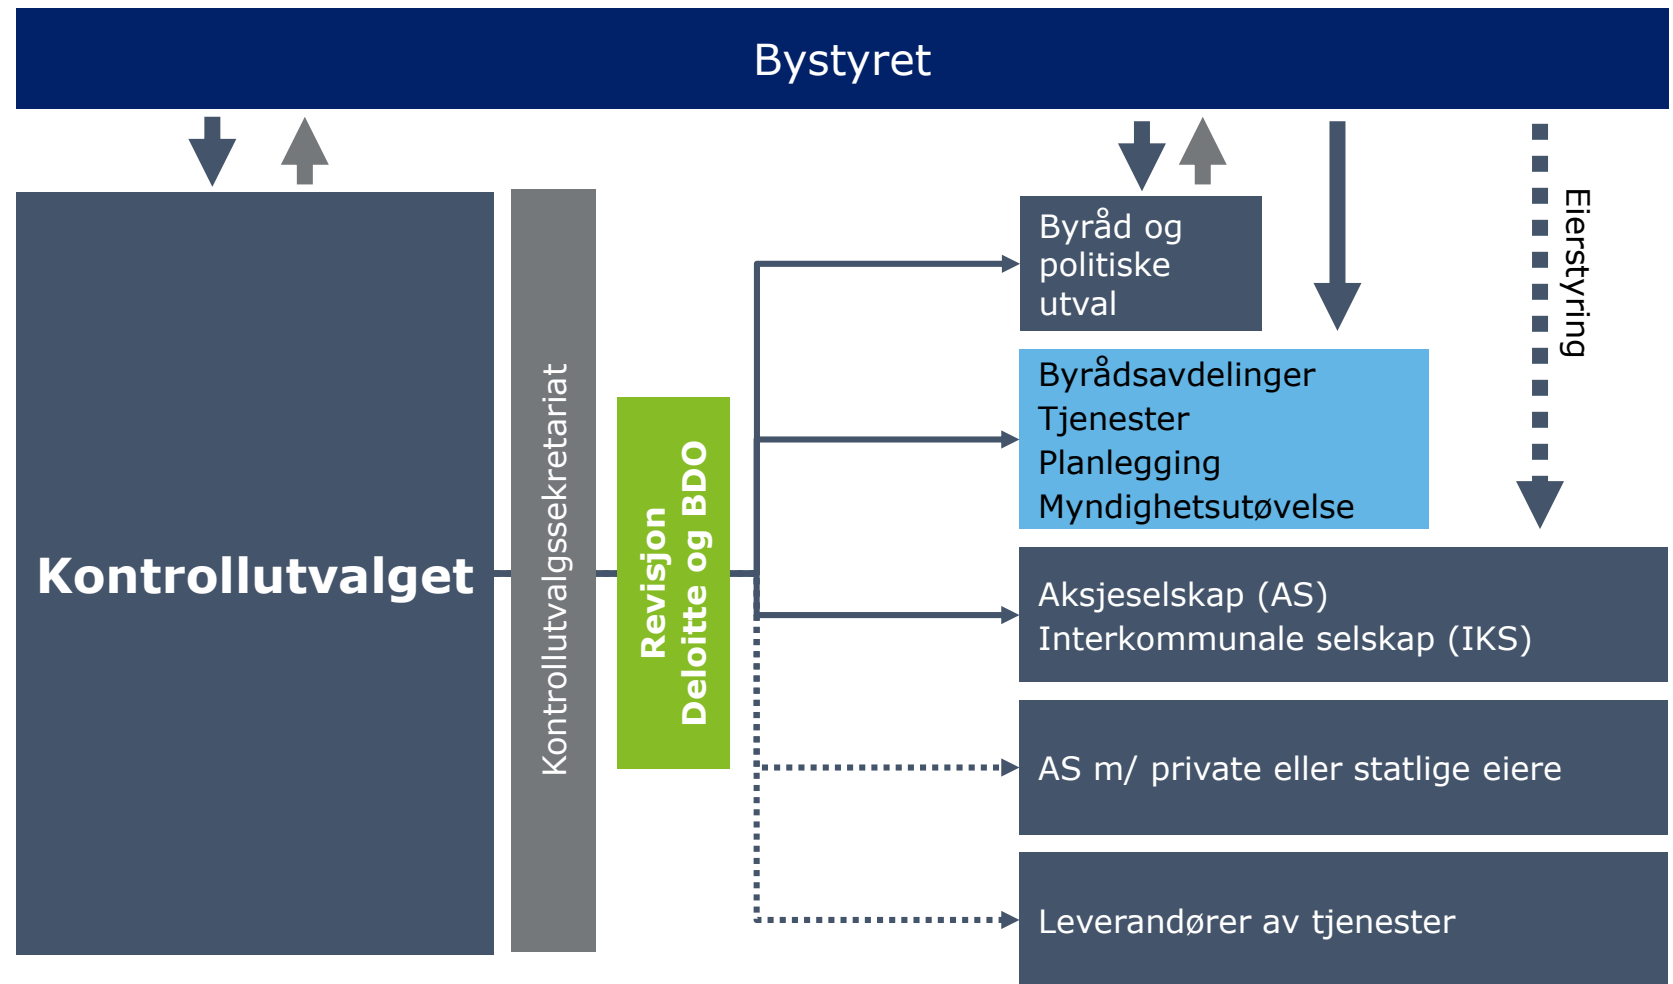 Bystyret
Kontrollutvalget
Kontrollutvalgssekretariat
Revisjon
Deloitte og BDO
Byråd og
politiske
utval
Eierstyring
Byrådsavdelinger
Tjenester
Planlegging
Myndighetsutøvelse
Aksjeselskap (AS)
Interkommunale selskap (IKS)
AS m/ private eller statlige eiere
Leverandører av tjenester